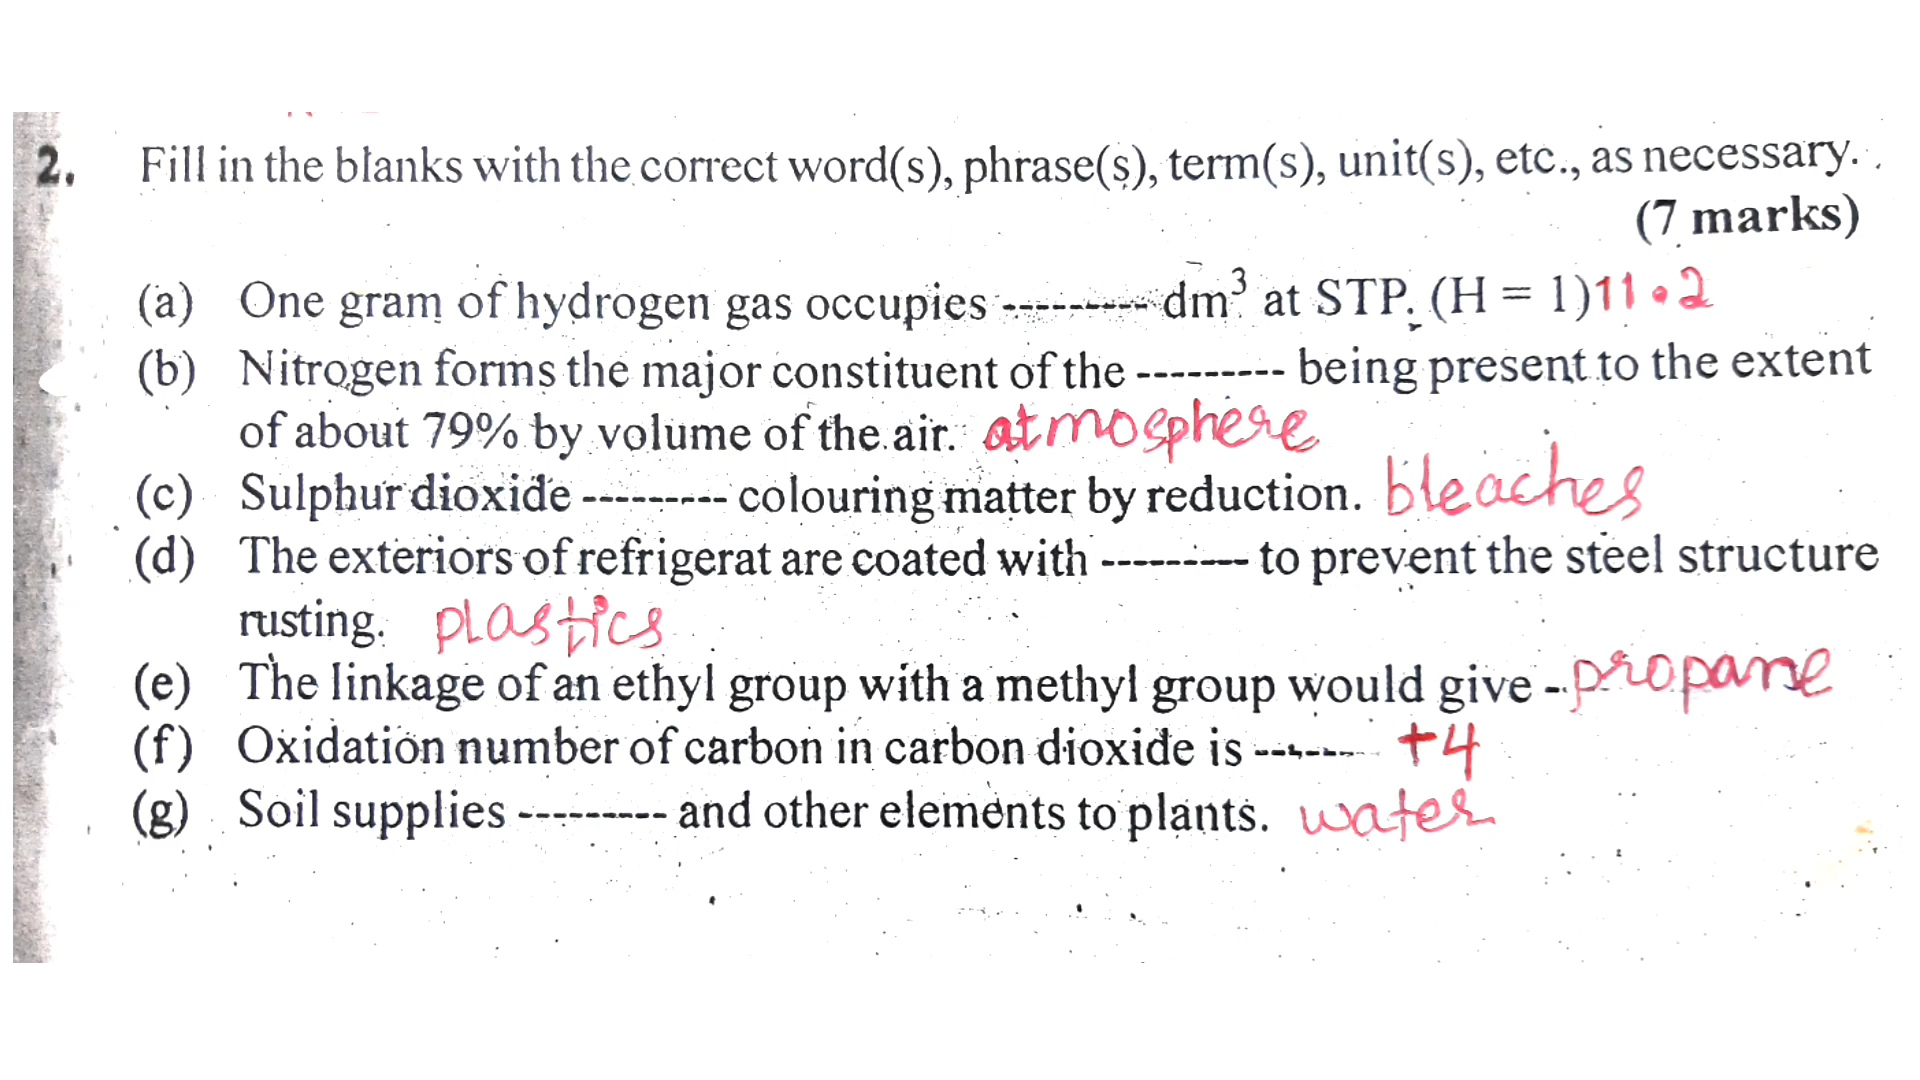 2. Fill in the blanks with the correct word(s), phrase(s), term(s), unit(s), etc., as necessary.
(7 marks)
(a) One gram of hydrogen gas occupies --------- dm³ at STP. (H = 1) 11.2
(b) Nitrogen forms the major constituent of the --------- being present to the extent
of about 79% by volume of the air. atmosphere
(c) Sulphur dioxide --------- colouring matter by reduction. bleaches
(d) The exteriors of refrigerat are coated with --------- to prevent the steel structure
rusting. plastics
(e) The linkage of an ethyl group with a methyl group would give - propane
(f) Oxidation number of carbon in carbon dioxide is ------- +4
(g) Soil supplies --------- and other elements to plants. water